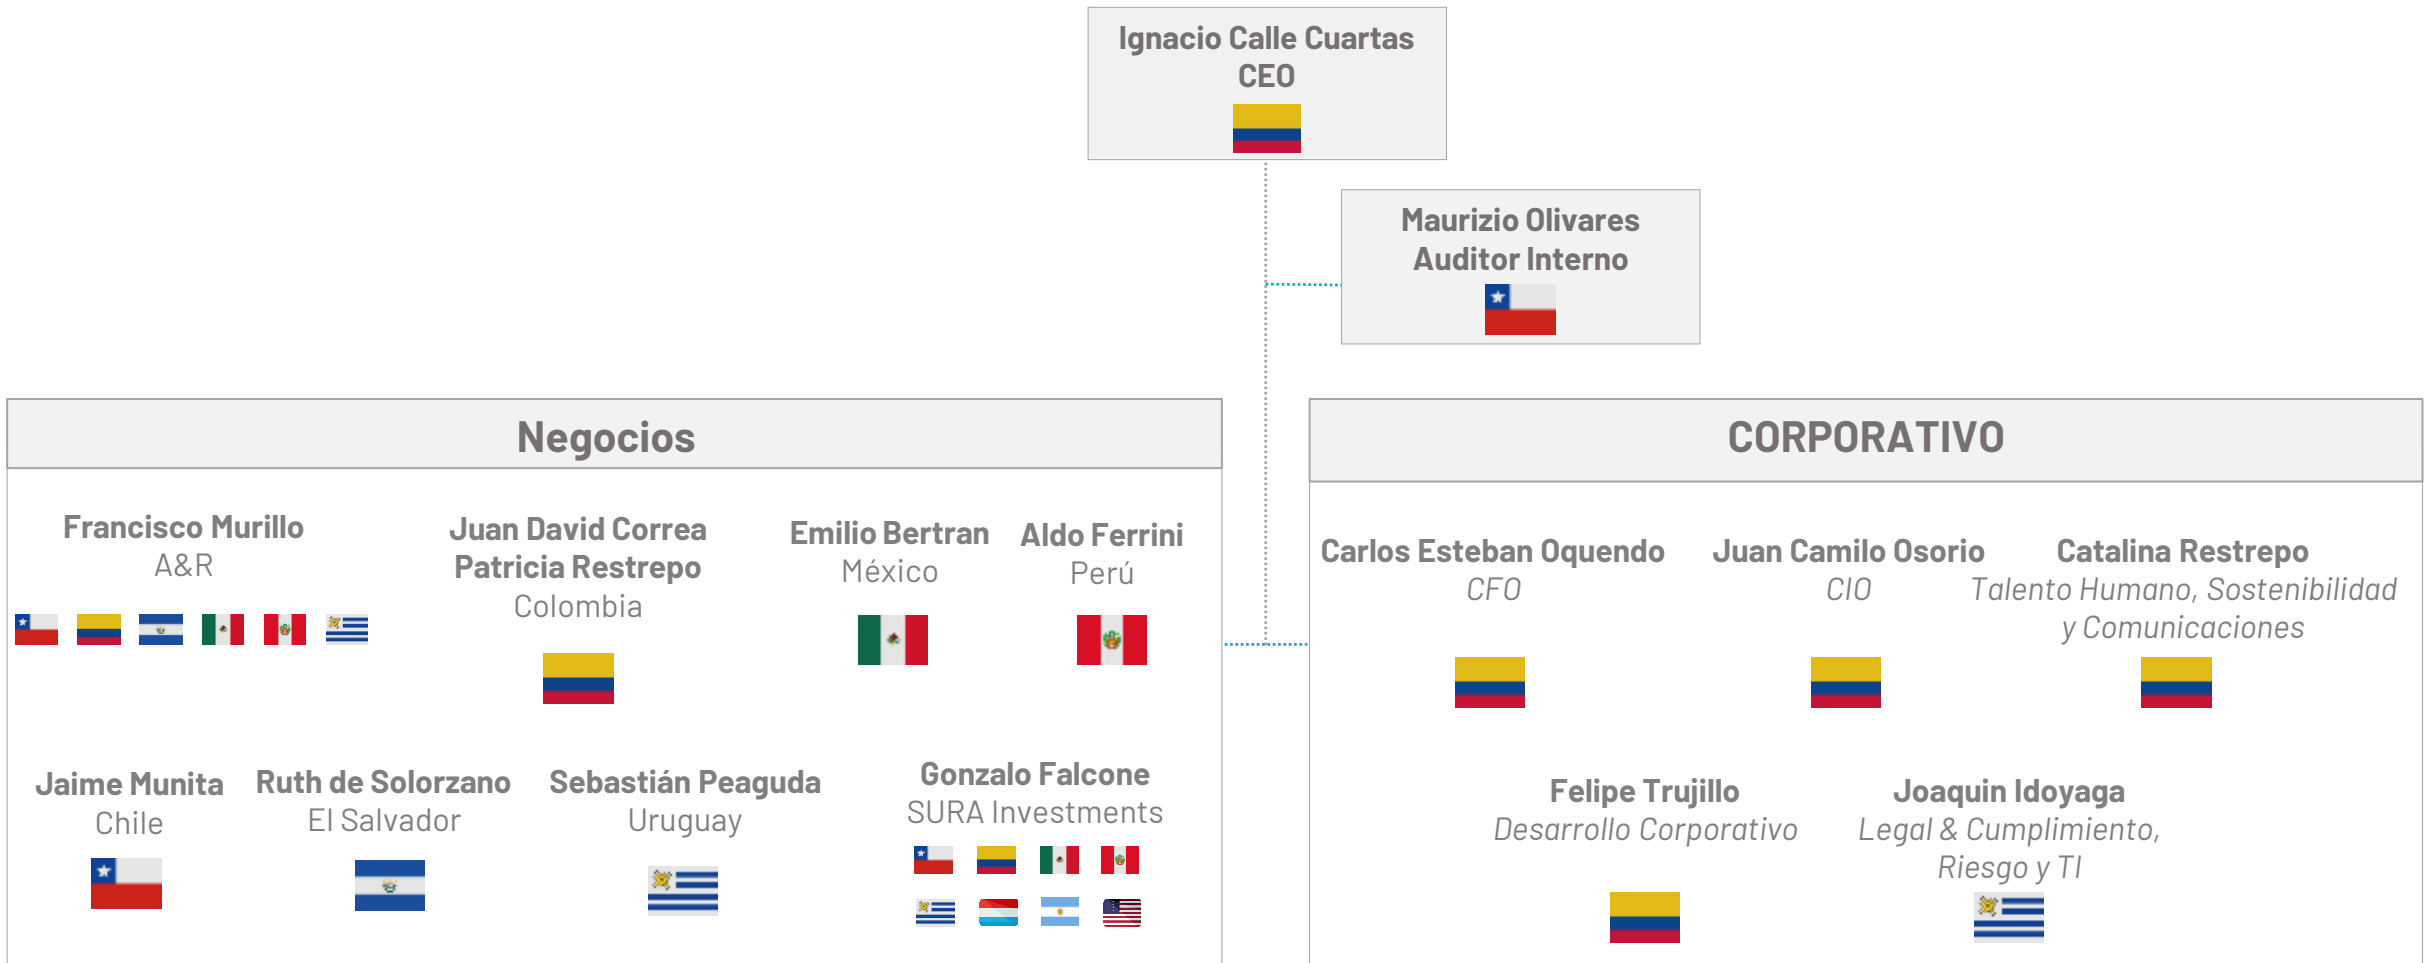 Ignacio Calle Cuartas
CEO
Maurizio Olivares
Auditor Interno
Negocios
Francisco Murillo
A&R
Juan David Correa
Patricia Restrepo
Colombia
Emilio Bertran
México
Aldo Ferrini
Perú
Jaime Munita
Chile
Ruth de Solorzano
El Salvador
Sebastián Peaguda
Uruguay
Gonzalo Falcone
SURA Investments
CORPORATIVO
Carlos Esteban Oquendo
CFO
Juan Camilo Osorio
CIO
Catalina Restrepo
Talento Humano, Sostenibilidad
y Comunicaciones
Felipe Trujillo
Desarrollo Corporativo
Joaquin Idoyaga
Legal & Cumplimiento,
Riesgo y TI